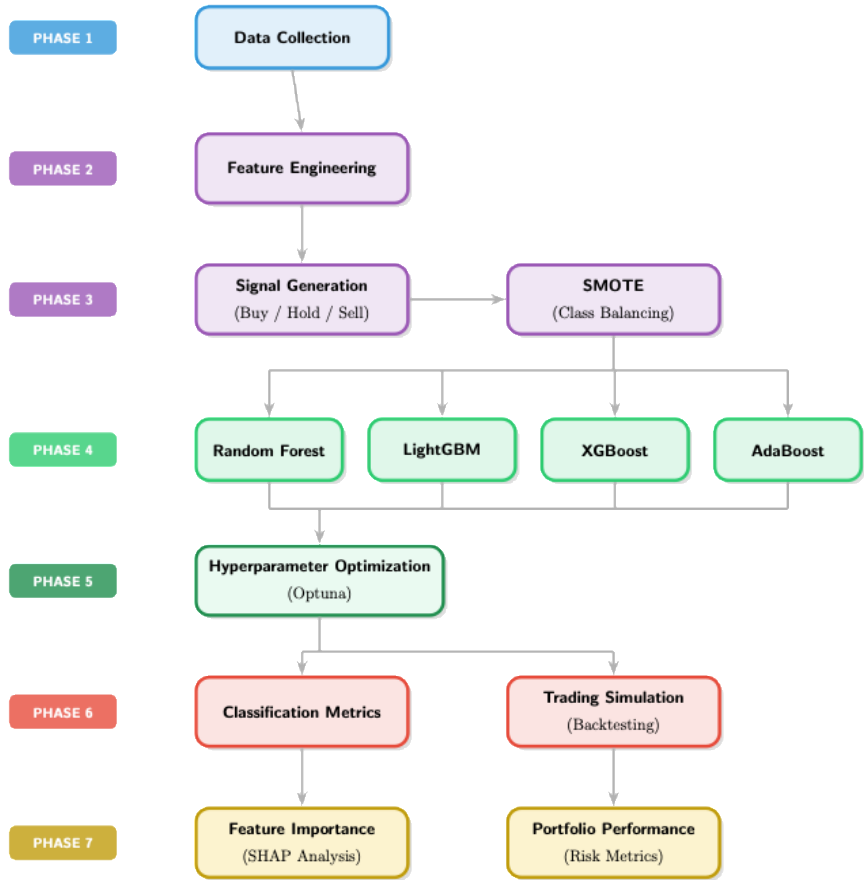 PHASE 1
Data Collection
PHASE 2
Feature Engineering
PHASE 3
Signal Generation
(Buy / Hold / Sell)
SMOTE
(Class Balancing)
PHASE 4
Random Forest
LightGBM
XGBoost
AdaBoost
PHASE 5
Hyperparameter Optimization
(Optuna)
PHASE 6
Classification Metrics
Trading Simulation
(Backtesting)
PHASE 7
Feature Importance
(SHAP Analysis)
Portfolio Performance
(Risk Metrics)